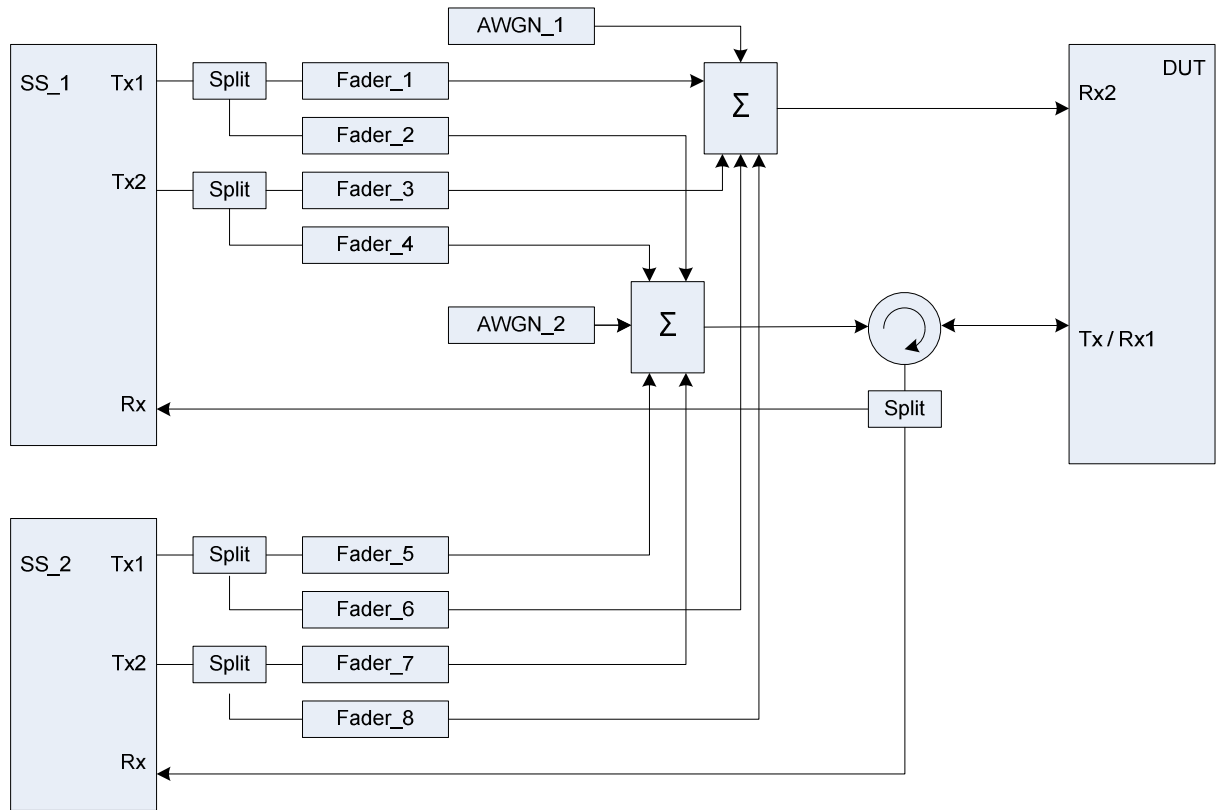 AWGN_1
SS_1
Tx1
Split
Fader_1
Σ
DUT
Rx2
Fader_2
Tx2
Split
Fader_3
Fader_4
AWGN_2
Σ
Tx / Rx1
Rx
Split
SS_2
Tx1
Split
Fader_5
Fader_6
Tx2
Split
Fader_7
Fader_8
Rx